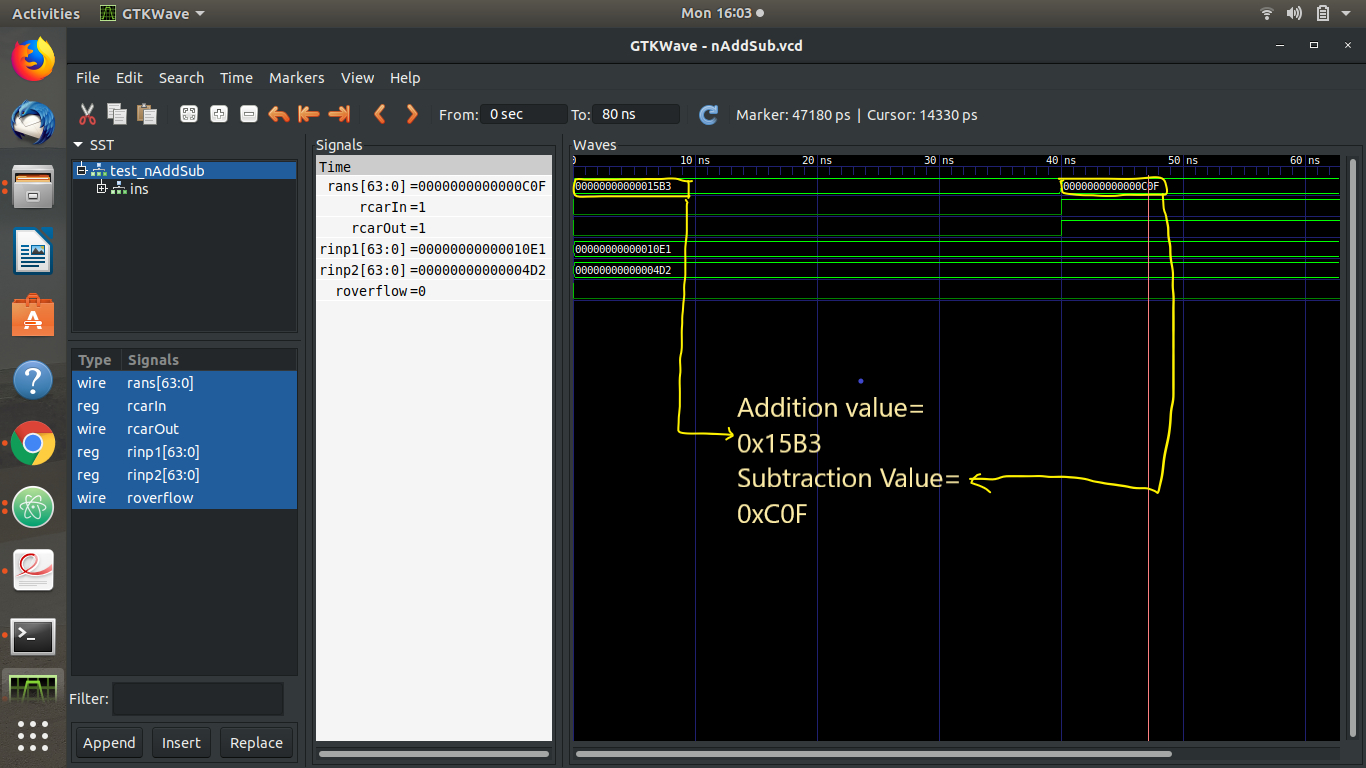 Activities
GTKWave
Mon 16:03
GTKWave - nAddSub.vcd
File Edit Search Time Markers View Help
From: 0 sec To: 80 ns Marker: 47180 ps | Cursor: 14330 ps
SST
test_nAddSub
ins
Type Signals
wire rans[63:0]
reg rcarIn
wire rcarOut
reg rinp1[63:0]
reg rinp2[63:0]
wire roverflow
Filter:
Append Insert Replace
Signals
Time
rans[63:0] =0000000000000C0F
rcarIn =1
rcarOut =1
rinp1[63:0] =00000000000010E1
rinp2[63:0] =00000000000004D2
roverflow =0
Waves
0 10 ns 20 ns 30 ns 40 ns 50 ns 60 ns
00000000000015B3 0000000000000C0F
00000000000010E1
00000000000004D2
Addition value=
0x15B3
Subtraction Value=
0xC0F